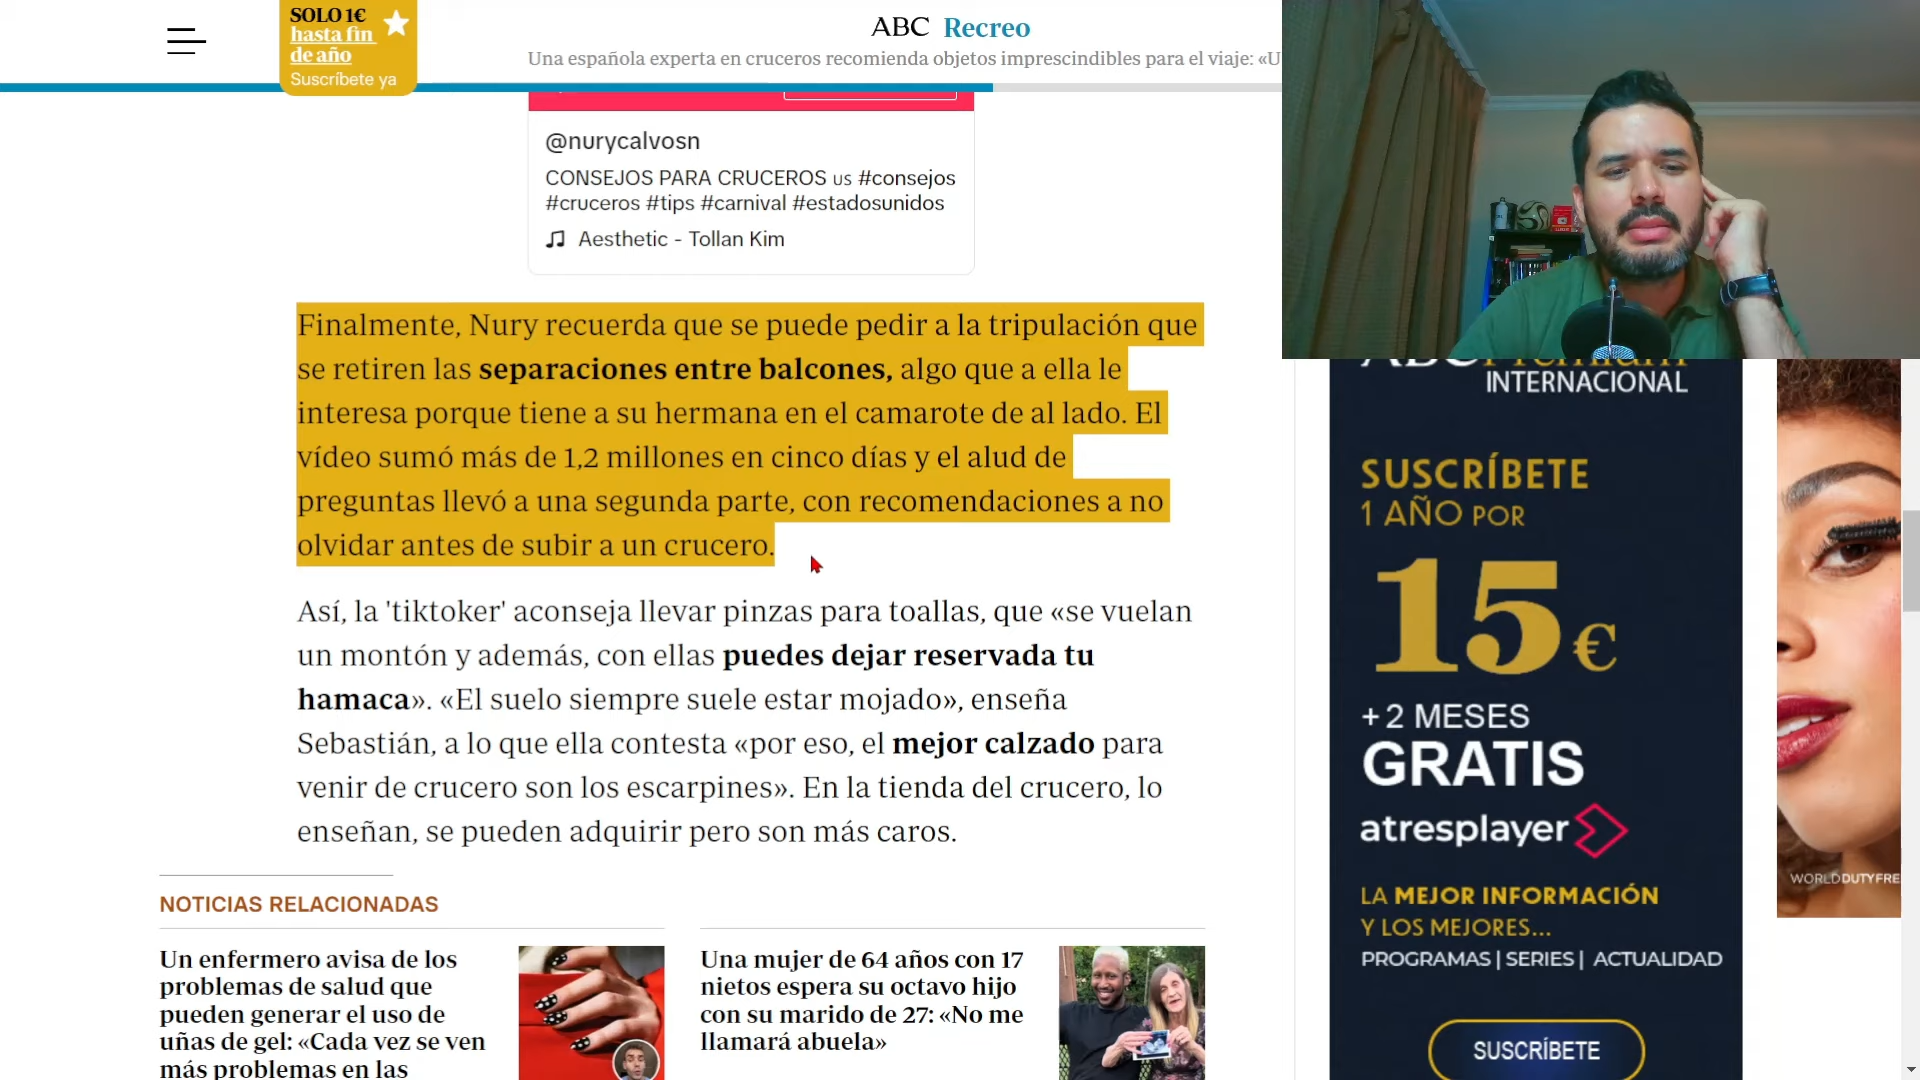 SOLO 1€
hasta fin
de año
Suscríbete ya
ABC Recreo
Una española experta en cruceros recomienda objetos imprescindibles para el viaje: «U
@nurycalvosn
CONSEJOS PARA CRUCEROS us #consejos
#cruceros #tips #carnival #estadosunidos
♫ Aesthetic - Tollan Kim
Finalmente, Nury recuerda que se puede pedir a la tripulación que
se retiren las separaciones entre balcones, algo que a ella le
interesa porque tiene a su hermana en el camarote de al lado. El
vídeo sumó más de 1,2 millones en cinco días y el alud de
preguntas llevó a una segunda parte, con recomendaciones a no
olvidar antes de subir a un crucero.
Así, la 'tiktoker' aconseja llevar pinzas para toallas, que «se vuelan
un montón y además, con ellas puedes dejar reservada tu
hamaca». «El suelo siempre suele estar mojado», enseña
Sebastián, a lo que ella contesta «por eso, el mejor calzado para
venir de crucero son los escarpines». En la tienda del crucero, lo
enseñan, se pueden adquirir pero son más caros.
NOTICIAS RELACIONADAS
Un enfermero avisa de los
problemas de salud que
pueden generar el uso de
uñas de gel: «Cada vez se ven
más problemas en las
Una mujer de 64 años con 17
nietos espera su octavo hijo
con su marido de 27: «No me
llamará abuela»
ABC Premium
INTERNACIONAL
SUSCRÍBETE
1 AÑO POR
15€
+2 MESES
GRATIS
atresplayer
LA MEJOR INFORMACIÓN
Y LOS MEJORES...
PROGRAMAS | SERIES | ACTUALIDAD
SUSCRÍBETE
WORLDDUTYFRE